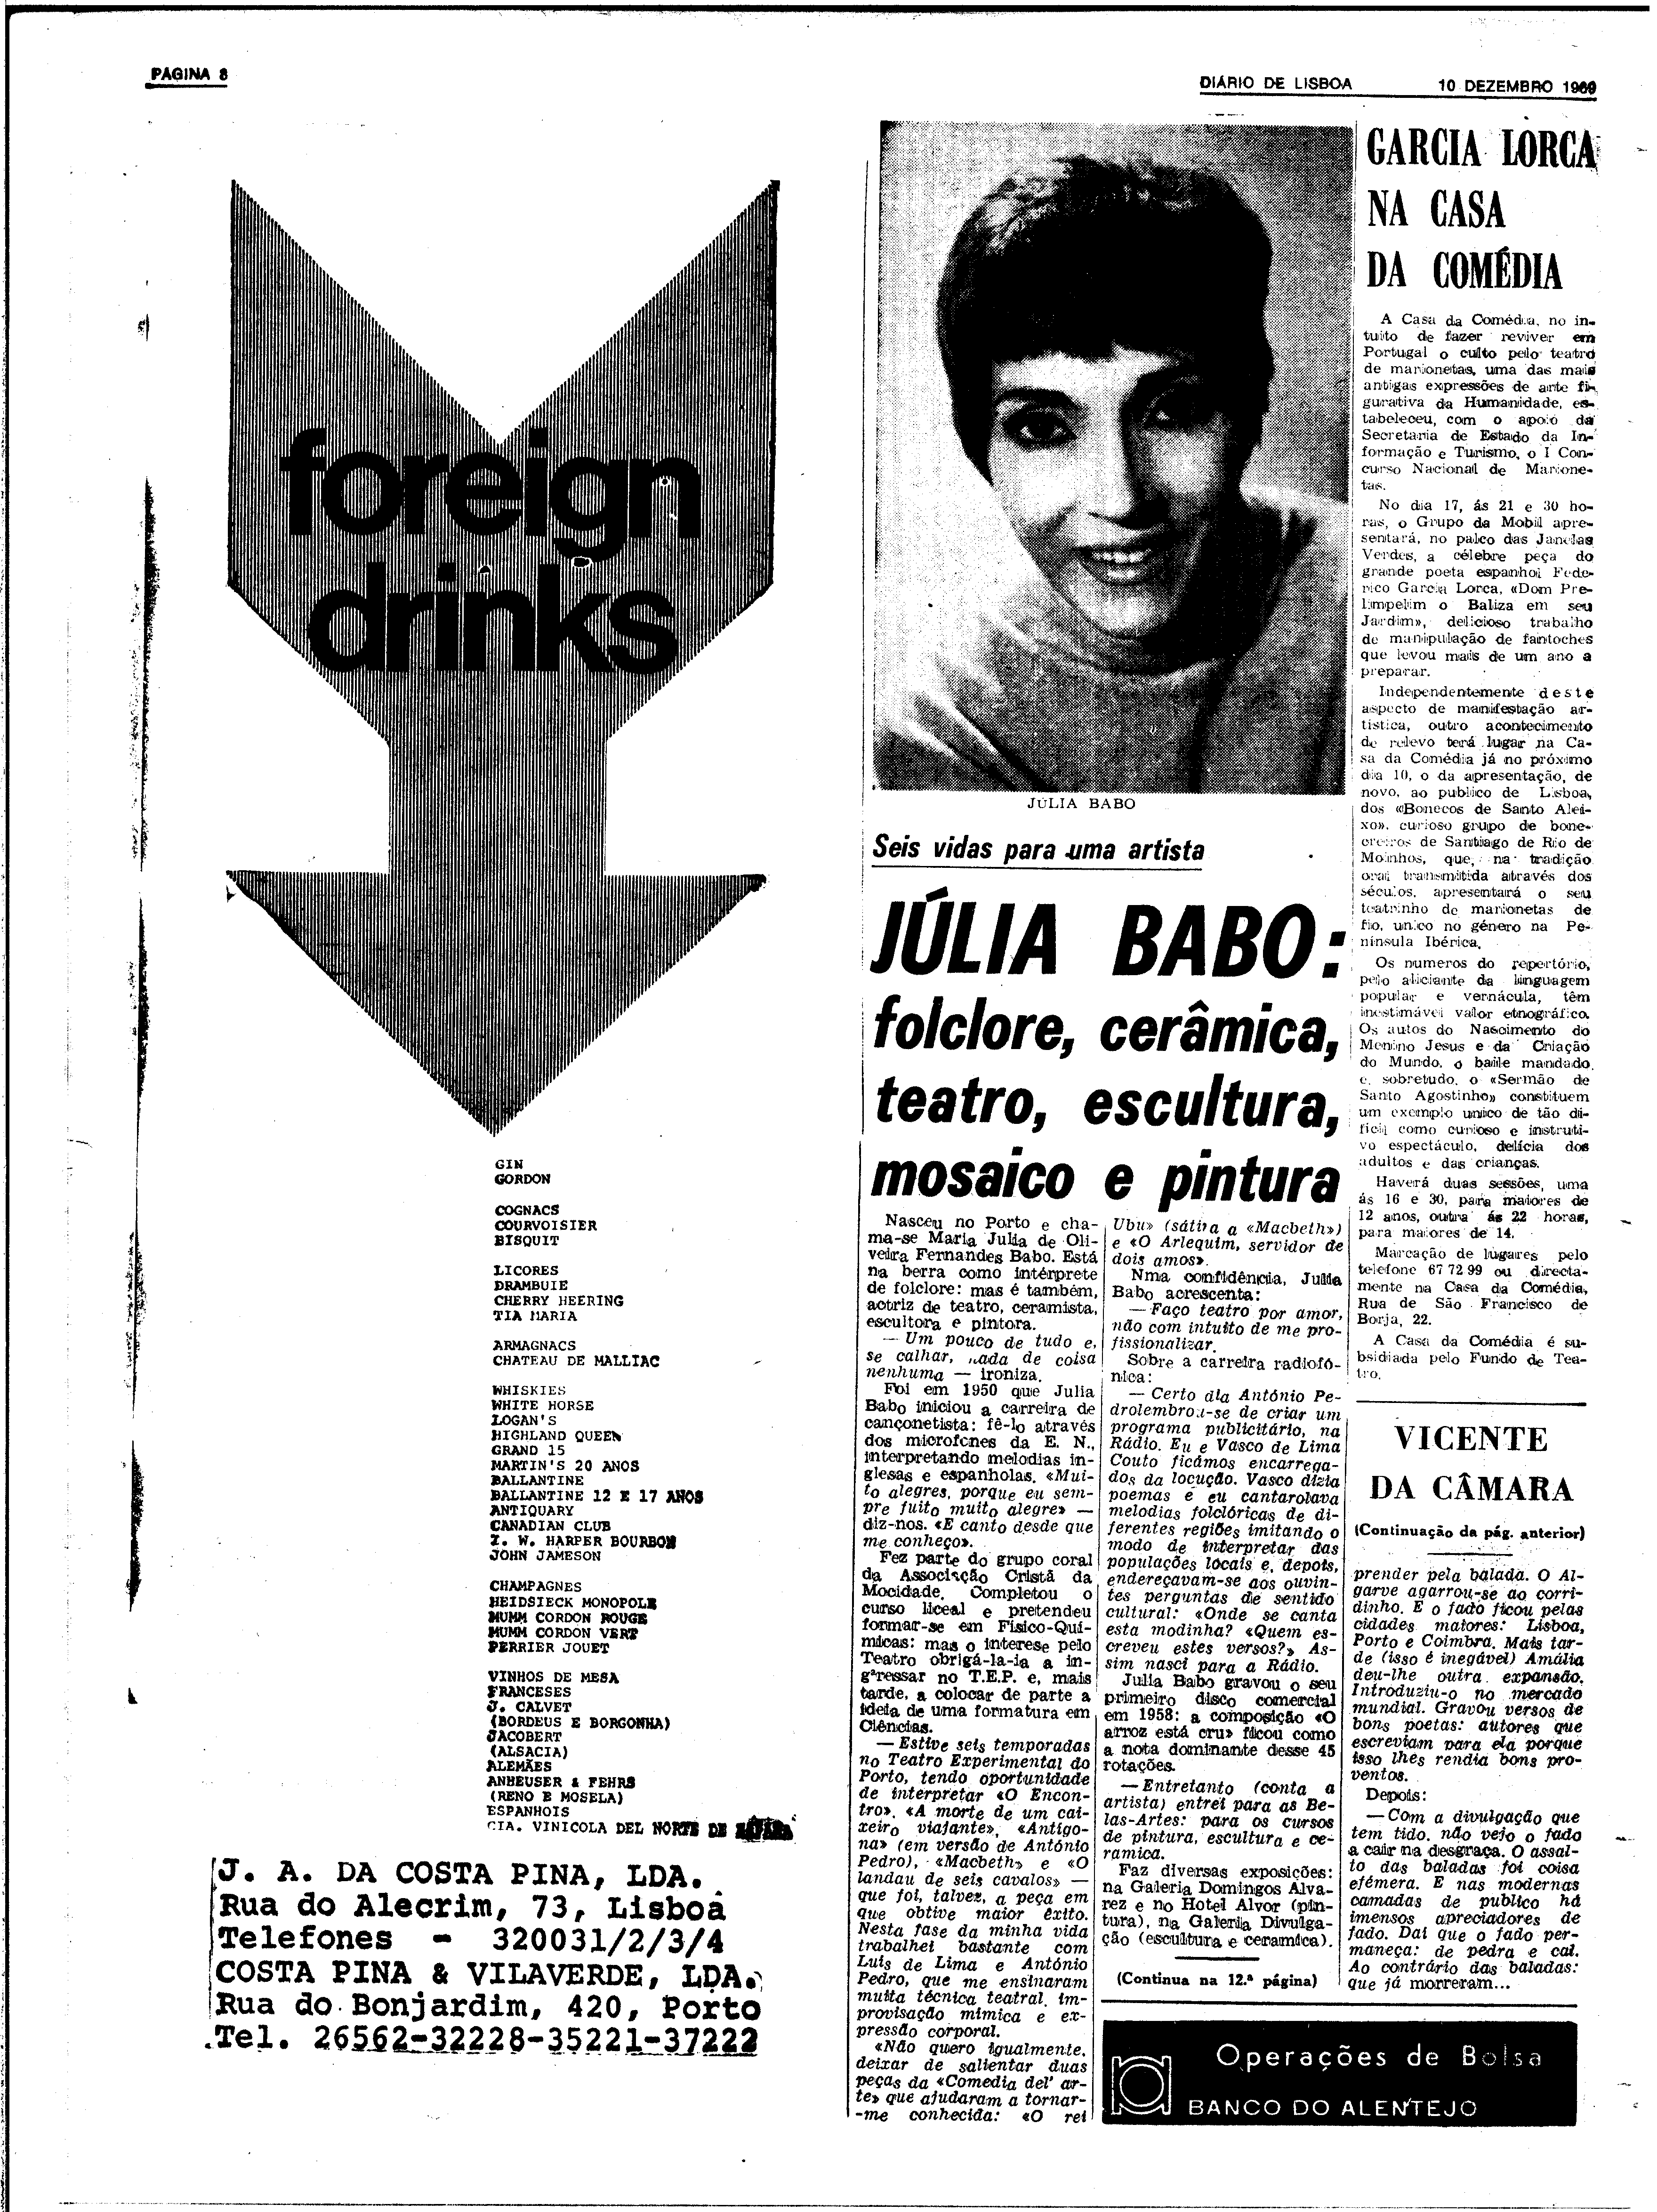 PÁGINA 8
DIÁRIO DE LISBOA
10 DEZEMBRO 1969
foreign
drinks
GIN
GORDON
COGNACS
COURVOISIER
BISQUIT
LICORES
DRAMBUIE
CHERRY HEERING
TIA MARIA
ARMAGNACS
CHATEAU DE MALLIAC
WHISKIES
WHITE HORSE
LOGAN'S
HIGHLAND QUEEN
GRAND 15
MARTIN'S 20 ANOS
BALLANTINE
BALLANTINE 12 E 17 ANOS
ANTIQUARY
CANADIAN CLUB
I. W. HARPER BOURBON
JOHN JAMESON
CHAMPAGNES
HEIDSIECK MONOPOLE
MUMM CORDON ROUGE
MUMM CORDON VERT
PERRIER JOUET
VINHOS DE MESA
FRANCESES
J. CALVET
(BORDEUS E BORGONHA)
JACOBERT
(ALSACIA)
ALEMÃES
ANHEUSER & FEHRS
(RENO E MOSELA)
ESPANHOIS
CIA. VINICOLA DEL NORTE DE
J. A. DA COSTA PINA, LDA.
Rua do Alecrim, 73, Lisboa
Telefones - 320031/2/3/4
COSTA PINA & VILAVERDE, LDA.
Rua do Bonjardim, 420, Porto
Tel. 26562-32228-35221-37222
JÚLIA BABO
Seis vidas para uma artista
JÚLIA BABO:
folclore, cerâmica,
teatro, escultura,
mosaico e pintura
Nasceu no Porto e cha-
ma-se Maria Julia de Oli-
veira Fernandes Babo. Está
na berra como intérprete
de folclore: mas é também,
actriz de teatro, ceramista,
escultora e pintora.
— Um pouco de tudo e,
se calhar, nada de coisa
nenhuma — ironiza.
Foi em 1950 que Julia
Babo iniciou a carreira de
cançonetista: fê-lo através
dos microfones da E. N.,
interpretando melodias in-
glesas e espanholas. «Mui-
to alegres, porque eu sem-
pre fuito muito alegre» —
diz-nos. «E canto desde que
me conheço».
Fez parte do grupo coral
da Associação Cristã da
Mocidade. Completou o
curso liceal e pretendeu
formar-se em Físico-Quí-
micas: mas o interese pelo
Teatro obrigá-la-ia a in-
gressar no T.E.P. e, mais
tarde, a colocar de parte a
ideia de uma formatura em
Ciências.
— Estive seis temporadas
no Teatro Experimental do
Porto, tendo oportunidade
de interpretar «O Encon-
tro», «A morte de um cai-
xeiro viajante», «Antigo-
na» (em versão de António
Pedro), «Macbeth» e «O
landau de seis cavalos» —
que foi, talvez, a peça em
que obtive maior êxito.
Nesta fase da minha vida
trabalhei bastante com
Luís de Lima e António
Pedro, que me ensinaram
muita técnica teatral, im-
provisação mímica e ex-
pressão corporal.
«Não quero igualmente,
deixar de salientar duas
peças da «Comedia del' ar-
te» que ajudaram a tornar-
-me conhecida: «O rei
Ubu» (sátira a «Macbeth»)
e «O Arlequim, servidor de
dois amos».
Nma confidência, Julia
Babo acrescenta:
— Faço teatro por amor,
não com intuito de me pro-
fissionalizar.
Sobre a carreira radiofó-
nica:
— Certo dia António Pe-
drolembrou-se de criar um
programa publicitário, na
Rádio. Eu e Vasco de Lima
Couto ficámos encarrega-
dos da locução. Vasco dizia
poemas e eu cantarolava
melodias folclóricas de di-
ferentes regiões imitando o
modo de interpretar das
populações locais e, depois,
endereçavam-se aos ouvin-
tes perguntas de sentido
cultural: «Onde se canta
esta modinha? «Quem es-
creveu estes versos?» As-
sim nasci para a Rádio.
Julia Babo gravou o seu
primeiro disco comercial
em 1958: a composição «O
arroz está cru» ficou como
a nota dominante desse 45
rotações.
— Entretanto (conta a
artista) entrei para as Be-
las-Artes: para os cursos
de pintura, escultura e ce-
ramica.
Faz diversas exposições:
na Galeria Domingos Alva-
rez e no Hotel Alvor (pin-
tura), na Galeria Divulga-
ção (escultura e ceramica).
(Continua na 12.ª página)
GARCIA LORCA
NA CASA
DA COMÉDIA
A Casa da Comédia, no in-
tuito de fazer reviver em
Portugal o culto pelo teatro
de marionetas, uma das mais
antigas expressões de arte fi-
gurativa da Humanidade, es-
tabeleceu, com o apoio da
Secretaria de Estado da In-
formação e Turismo, o I Con-
curso Nacional de Marione-
tas.
No dia 17, ás 21 e 30 ho-
ras, o Grupo da Mobil apre-
sentará, no palco das Janelas
Verdes, a célebre peça do
grande poeta espanhol Fede-
rico Garcia Lorca, «Dom Pre-
limpelim o Baliza em seu
Jardim», delicioso trabalho
de manipulação de fantoches
que levou mais de um ano a
preparar.
Independentemente deste
aspecto de manifestação ar-
tistica, outro acontecimento
de relevo terá lugar na Ca-
sa da Comédia já no próximo
dia 10, o da apresentação, de
novo, ao publico de Lisboa,
dos «Bonecos de Santo Alei-
xo», curioso grupo de bone-
creiros de Santiago de Rio de
Moinhos, que, na tradição
oral transmitida através dos
séculos, apresentará o seu
teatrinho de marionetas de
fio, unico no género na Pe-
ninsula Ibérica.
Os numeros do repertório,
pelo aliciante da linguagem
popular e vernácula, têm
inestimável valor etnográfico.
Os autos do Nascimento do
Menino Jesus e da Criação
do Mundo, o baile mandado,
e, sobretudo, o «Sermão de
Santo Agostinho» constituem
um exemplo unico de tão di-
ficil como curioso e instruti-
vo espectáculo, delícia dos
adultos e das crianças.
Haverá duas sessões, uma
ás 16 e 30, para maiores de
12 anos, outra ás 22 horas,
para maiores de 14.
Marcação de lugares pelo
telefone 67 72 99 ou directa-
mente na Casa da Comédia,
Rua de São Francisco de
Borja, 22.
A Casa da Comédia é su-
bsidiada pelo Fundo de Tea-
tro.
VICENTE
DA CÂMARA
(Continuação da pág. anterior)
prender pela balada. O Al-
garve agarrou-se ao corri-
dinho. E o fado ficou pelas
cidades maiores: Lisboa,
Porto e Coimbra. Mais tar-
de (isso é inegável) Amália
deu-lhe outra expansão.
Introduziu-o no mercado
mundial. Gravou versos de
bons poetas: autores que
escreviam para ela porque
isso lhes rendia bons pro-
ventos.
Depois:
— Com a divulgação que
tem tido, não vejo o fado
a cair na desgraça. O assal-
to das baladas foi coisa
efémera. E nas modernas
camadas de publico há
imensos apreciadores de
fado. Daí que o fado per-
maneça: de pedra e cal.
Ao contrário das baladas:
que já morreram...
Operações de Bolsa
BANCO DO ALENTEJO